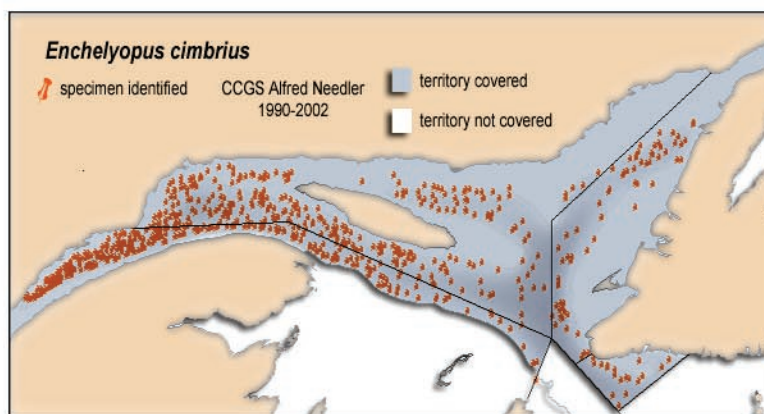 Enchelyopus cimbrius
specimen identified
CCGS Alfred Needler
1990-2002
territory covered
territory not covered